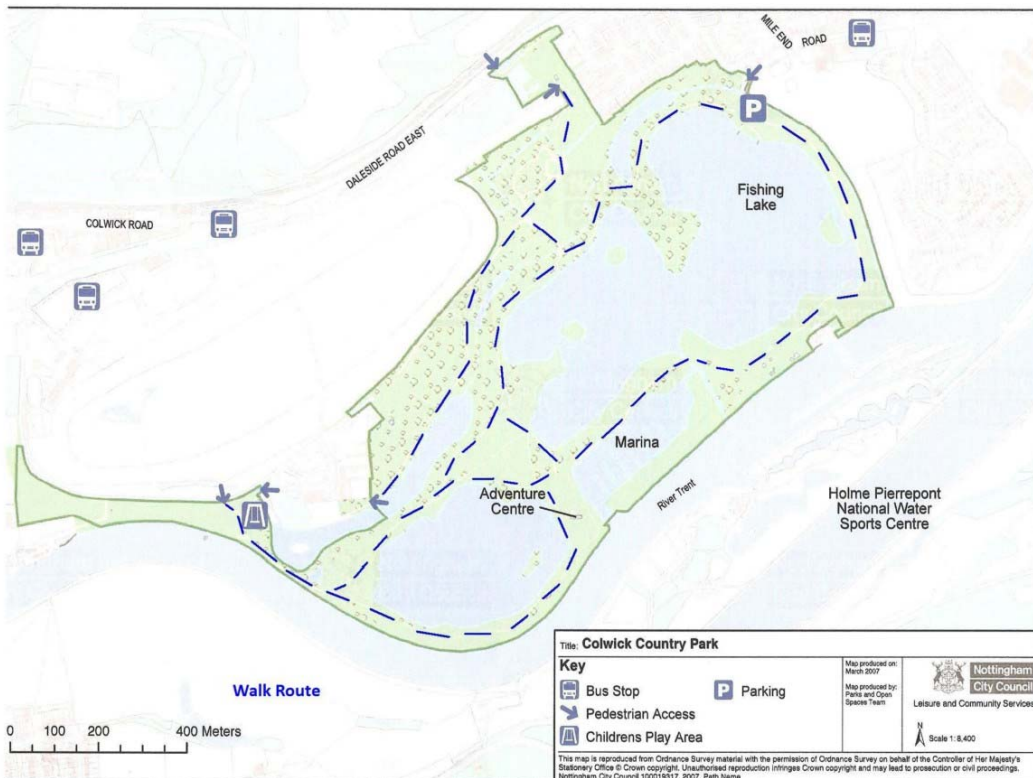 MILE END ROAD
DALESIDE ROAD EAST
COLWICK ROAD
P
Fishing
Lake
Marina
Adventure
Centre
River Trent
Holme Pierrepont
National Water
Sports Centre
Walk Route
0 100 200 400 Meters
Title: Colwick Country Park
Key
Bus Stop
P Parking
Pedestrian Access
Childrens Play Area
Map produced on:
March 2007
Map produced by:
Parks and Open
Spaces Team
Nottingham
City Council
Leisure and Community Services
N
Scale 1:8,400
This map is reproduced from Ordnance Survey material with the permission of Ordnance Survey on behalf of the Controller of Her Majesty's
Stationery Office © Crown copyright. Unauthorised reproduction infringes Crown copyright and may lead to prosecution or civil proceedings.
Nottingham City Council 100019317, 2007. Path Name